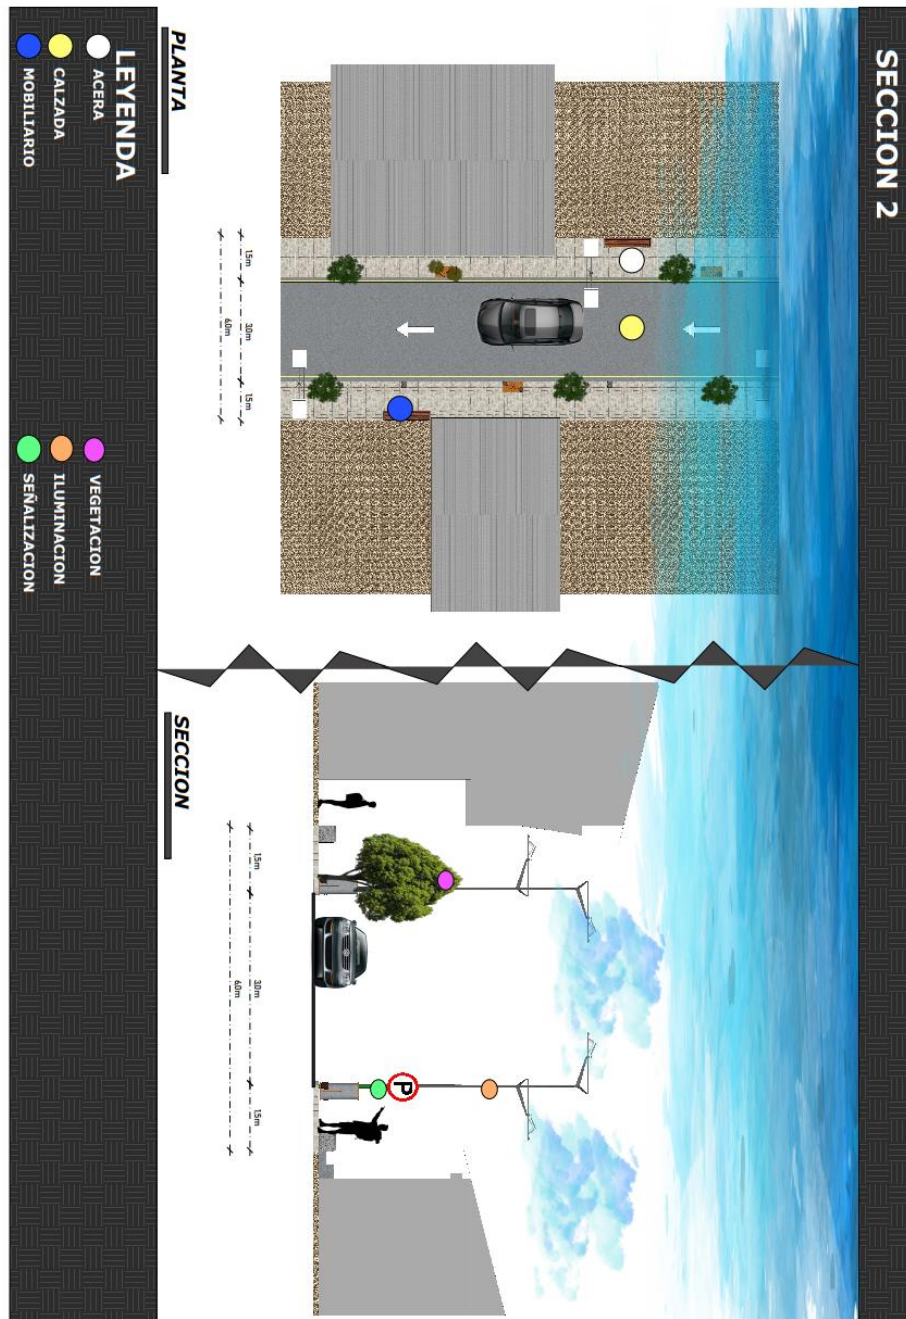 SECCION 2
PLANTA
1.5m
3.0m
1.5m
6.0m
SECCION
1.5m
3.0m
1.5m
6.0m
P
LEYENDA
ACERA
CALZADA
MOBILIARIO
VEGETACION
ILUMINACION
SEÑALIZACION